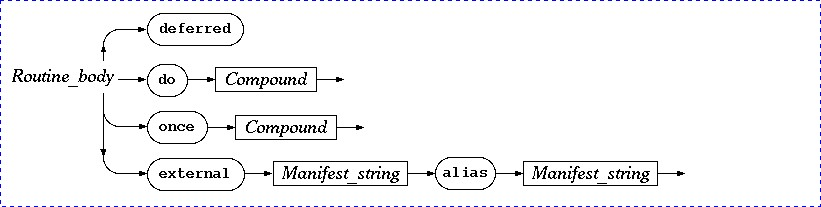 deferred
Routine_body do Compound
once Compound
external Manifest_string alias Manifest_string